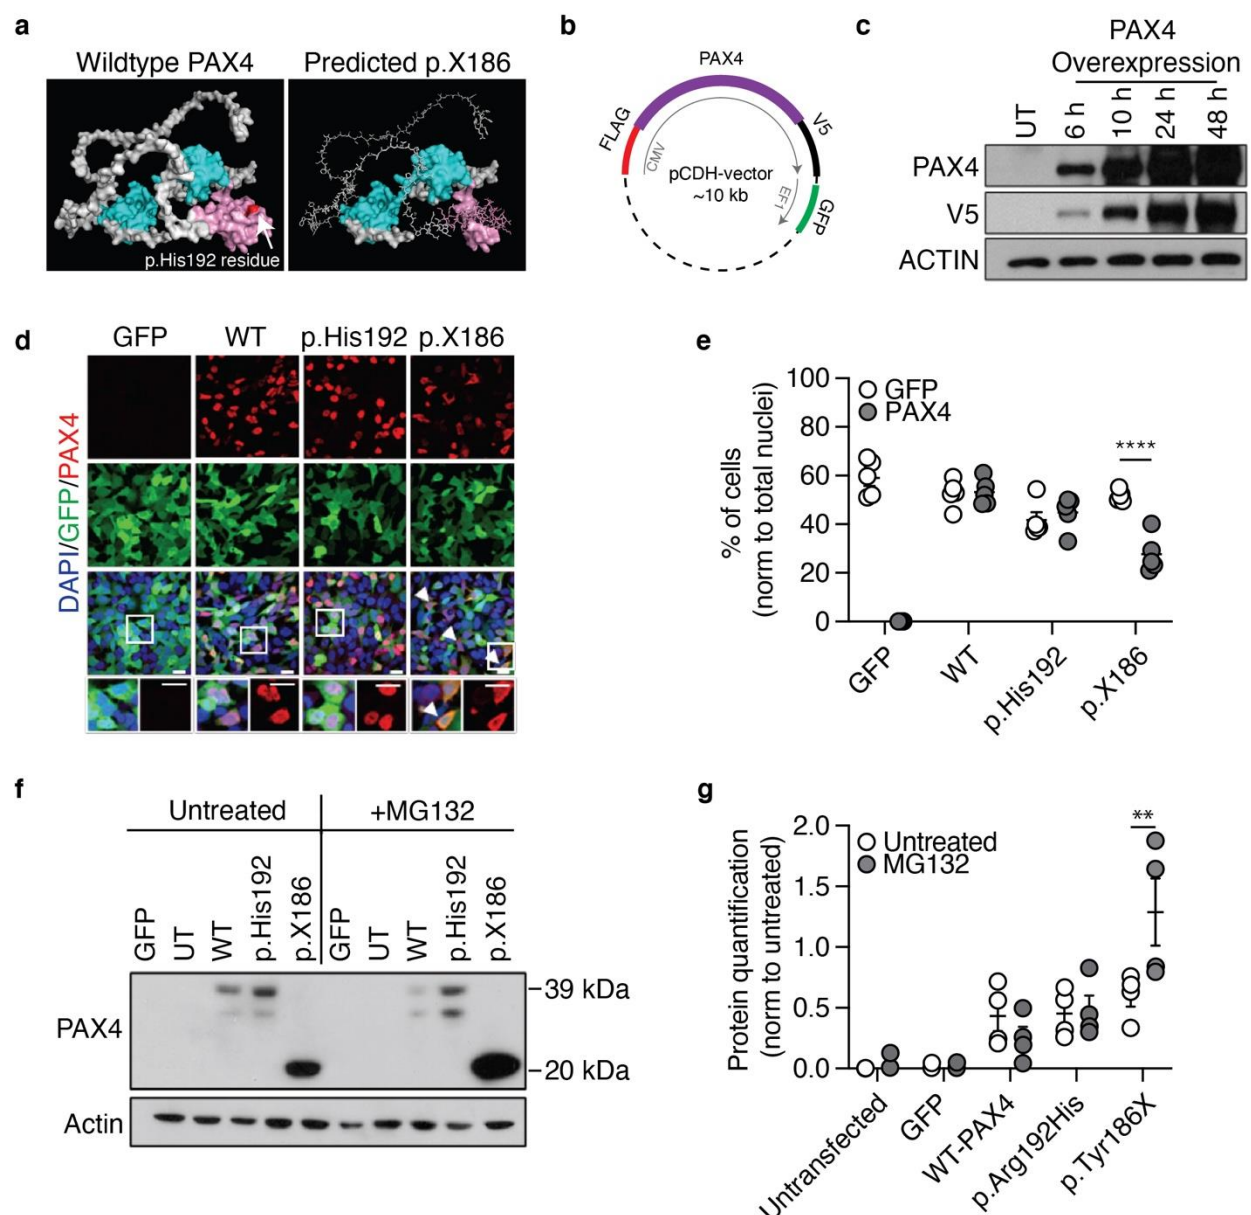 a
Wildtype PAX4
Predicted p.X186
p.His192 residue
b
PAX4
FLAG
V5
CMV
pCDH-vector
~10 kb
EF1
GFP
c
PAX4
Overexpression
UT
6 h
10 h
24 h
48 h
PAX4
V5
ACTIN
d
GFP
WT
p.His192
p.X186
DAPI/GFP/PAX4
e
% of cells
(norm to total nuclei)
100
80
60
40
20
0
GFP
PAX4
****
GFP
WT
p.His192
p.X186
f
Untreated
+MG132
GFP
UT
WT
p.His192
p.X186
GFP
UT
WT
p.His192
p.X186
PAX4
39 kDa
20 kDa
Actin
g
Protein quantification
(norm to untreated)
2.0
1.5
1.0
0.5
0.0
Untreated
MG132
**
Untransfected
GFP
WT-PAX4
p.Arg192His
p.Tyr186X